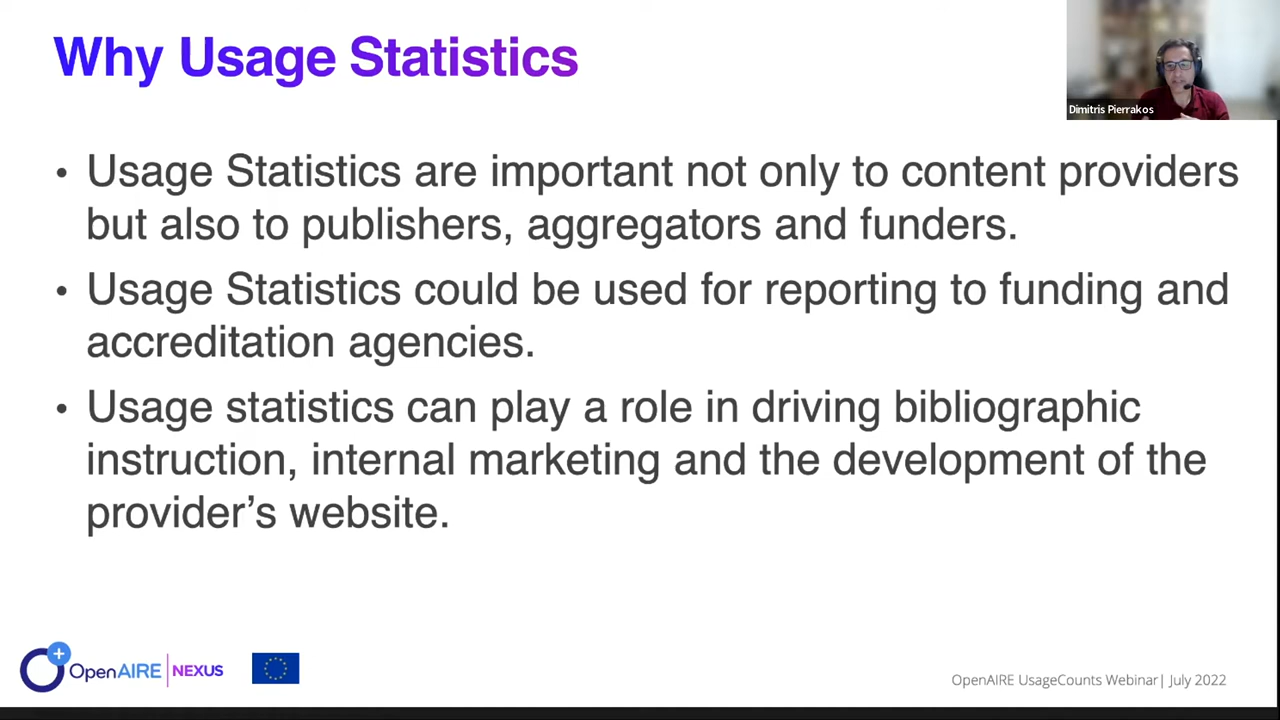 Why Usage Statistics
Dimitris Pierrakos
• Usage Statistics are important not only to content providers
but also to publishers, aggregators and funders.
• Usage Statistics could be used for reporting to funding and
accreditation agencies.
• Usage statistics can play a role in driving bibliographic
instruction, internal marketing and the development of the
provider’s website.
OpenAIRE | NEXUS
OpenAIRE UsageCounts Webinar| July 2022